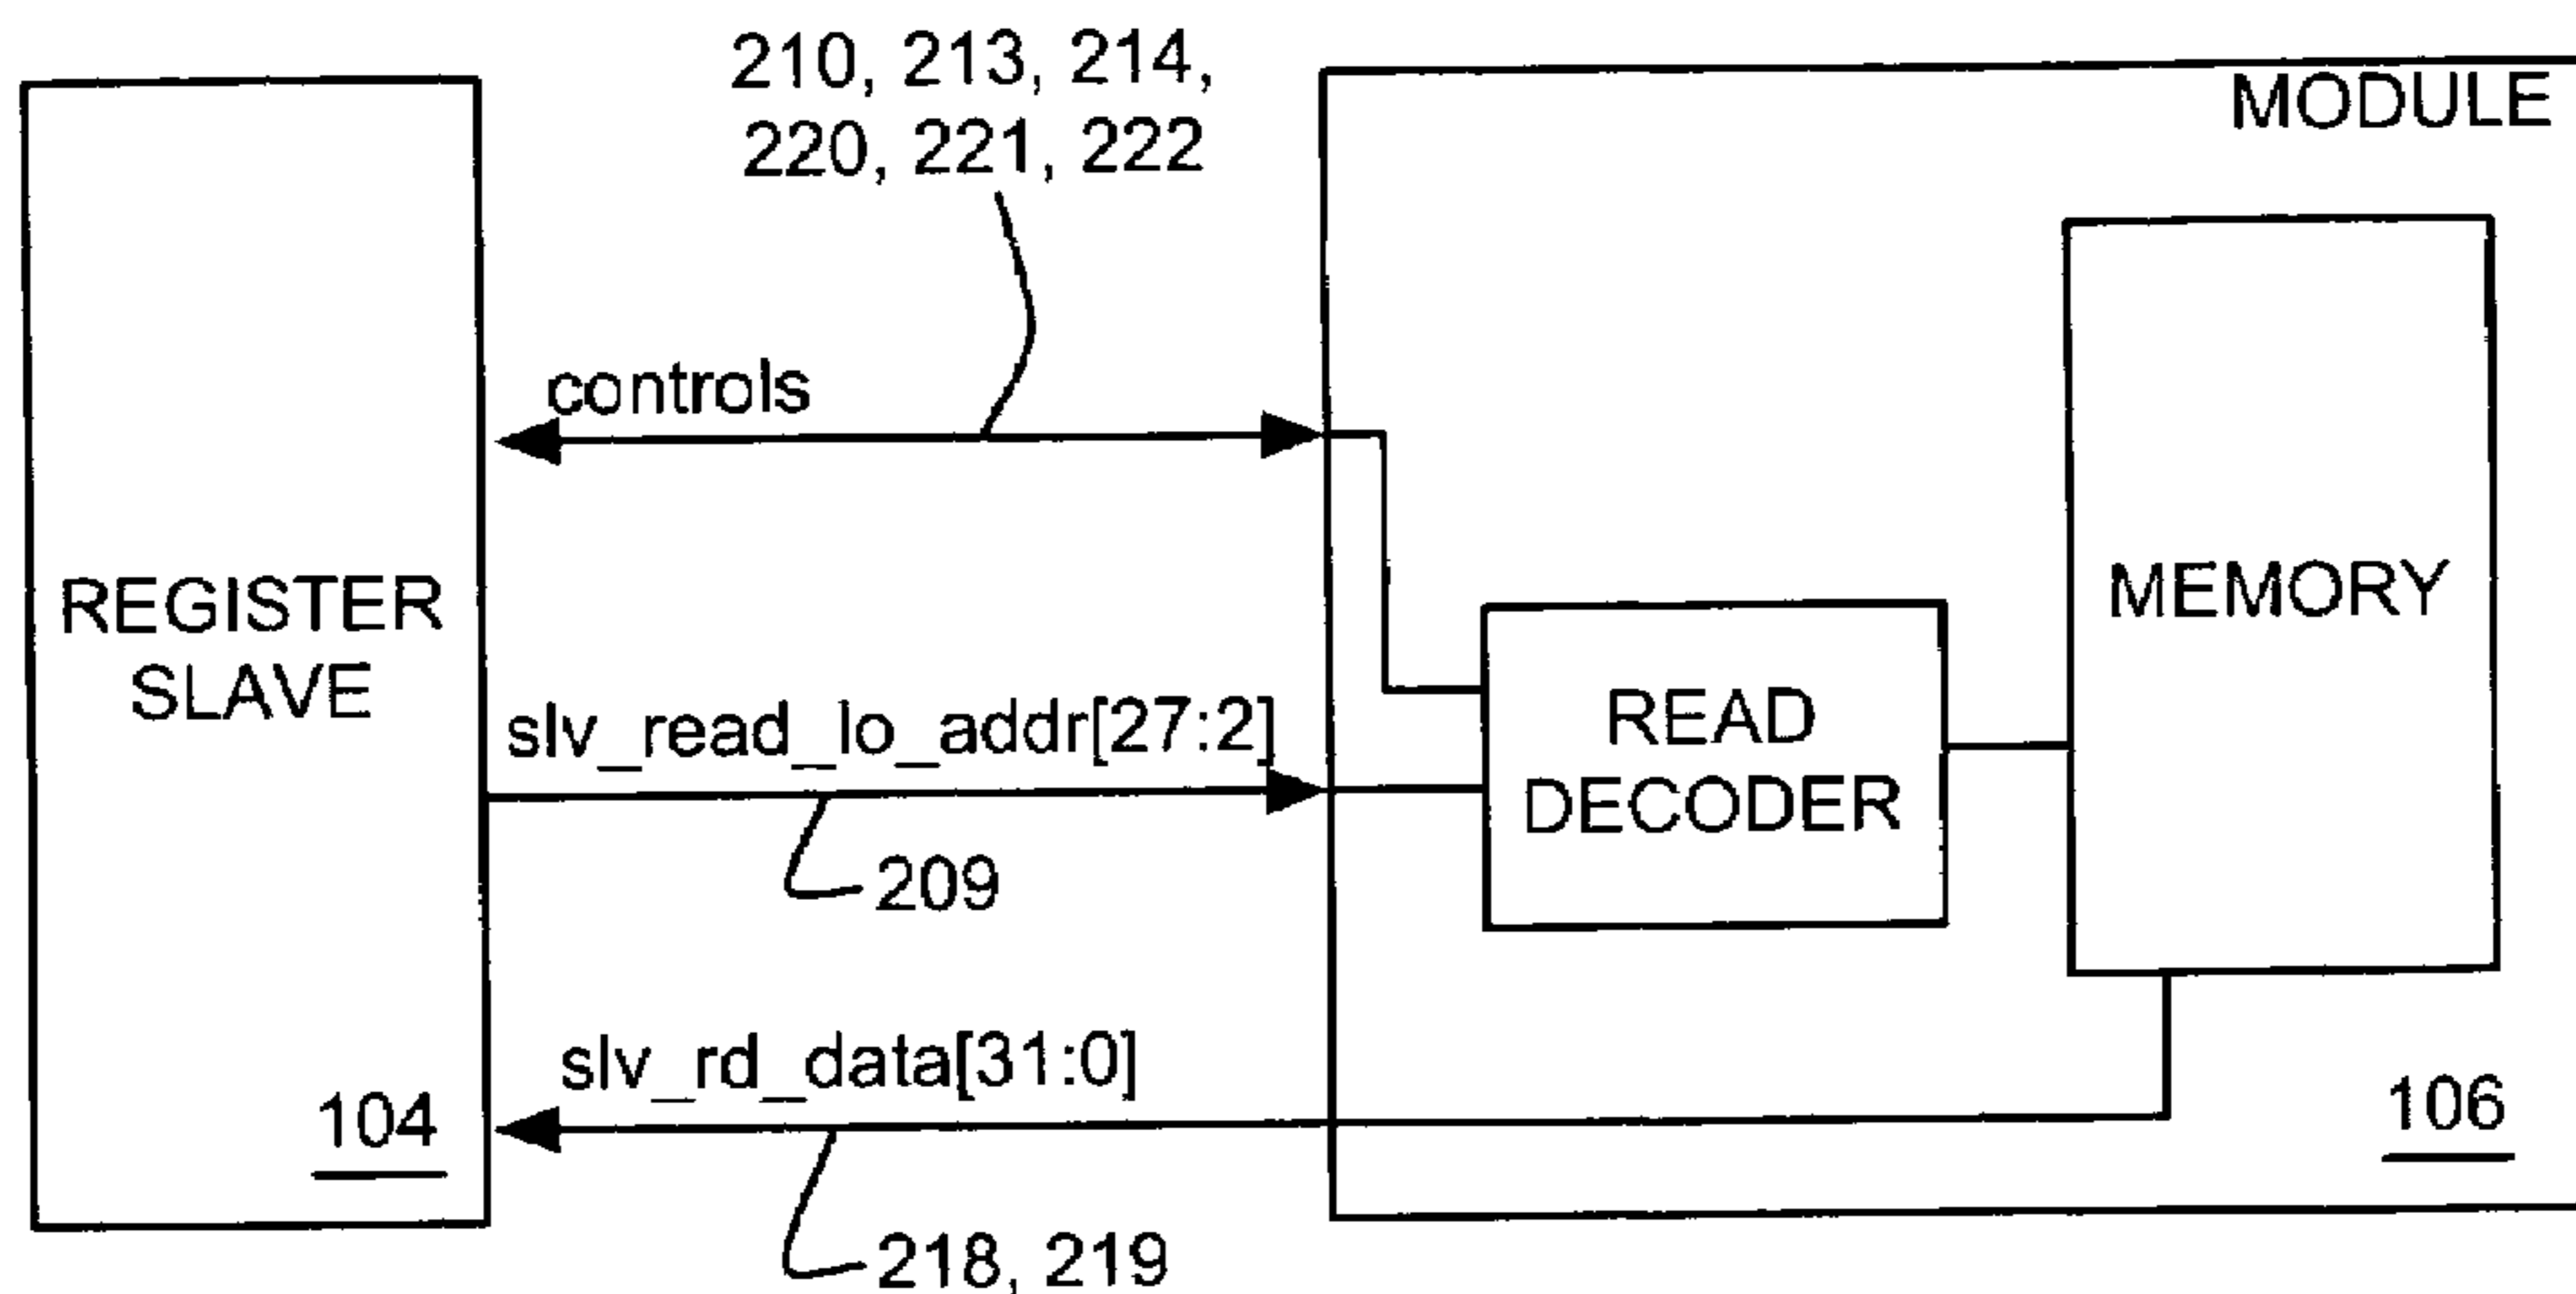 210, 213, 214,
220, 221, 222
MODULE
controls
REGISTER
SLAVE
MEMORY
slv_read_lo_addr[27:2]
READ
DECODER
209
slv_rd_data[31:0]
104
106
218, 219